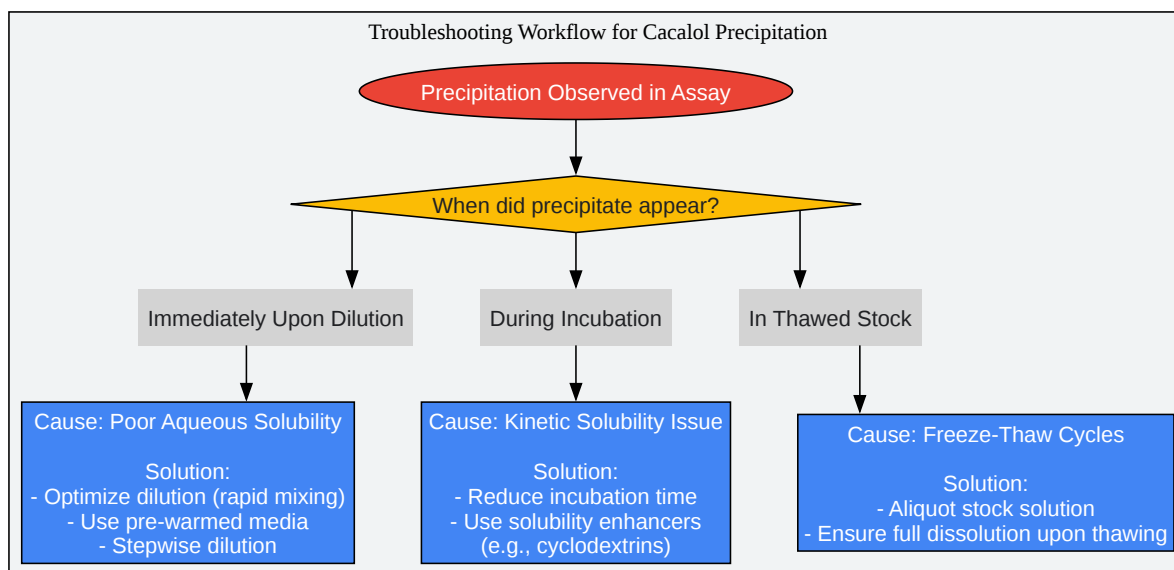 Troubleshooting Workflow for Cacalol Precipitation
Precipitation Observed in Assay
When did precipitate appear?
Immediately Upon Dilution
During Incubation
In Thawed Stock
Cause: Poor Aqueous Solubility
Solution:
- Optimize dilution (rapid mixing)
- Use pre-warmed media
- Stepwise dilution
Cause: Kinetic Solubility Issue
Solution:
- Reduce incubation time
- Use solubility enhancers
(e.g., cyclodextrins)
Cause: Freeze-Thaw Cycles
Solution:
- Aliquot stock solution
- Ensure full dissolution upon thawing